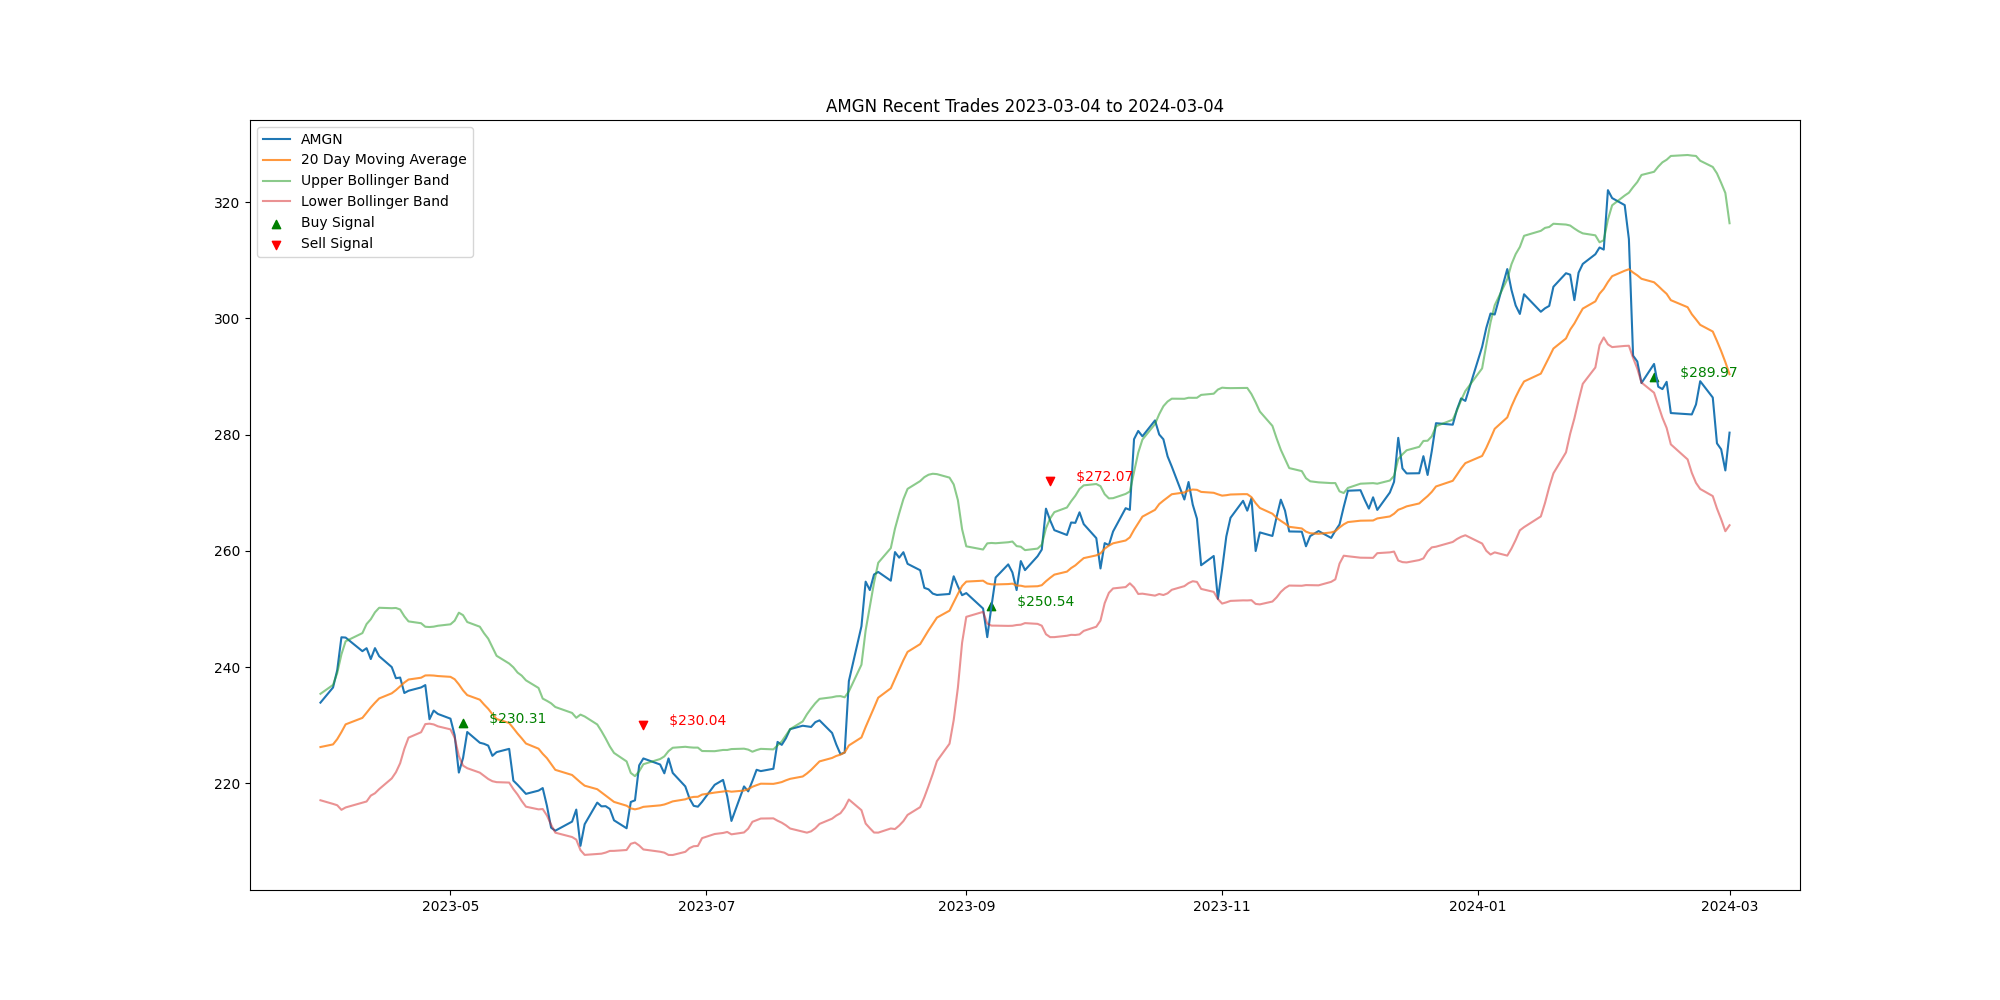 AMGN Recent Trades 2023-03-04 to 2024-03-04
AMGN
20 Day Moving Average
Upper Bollinger Band
Lower Bollinger Band
Buy Signal
Sell Signal
320
300
280
260
240
220
$289.97
$272.07
$250.54
$230.31
$230.04
2023-05
2023-07
2023-09
2023-11
2024-01
2024-03